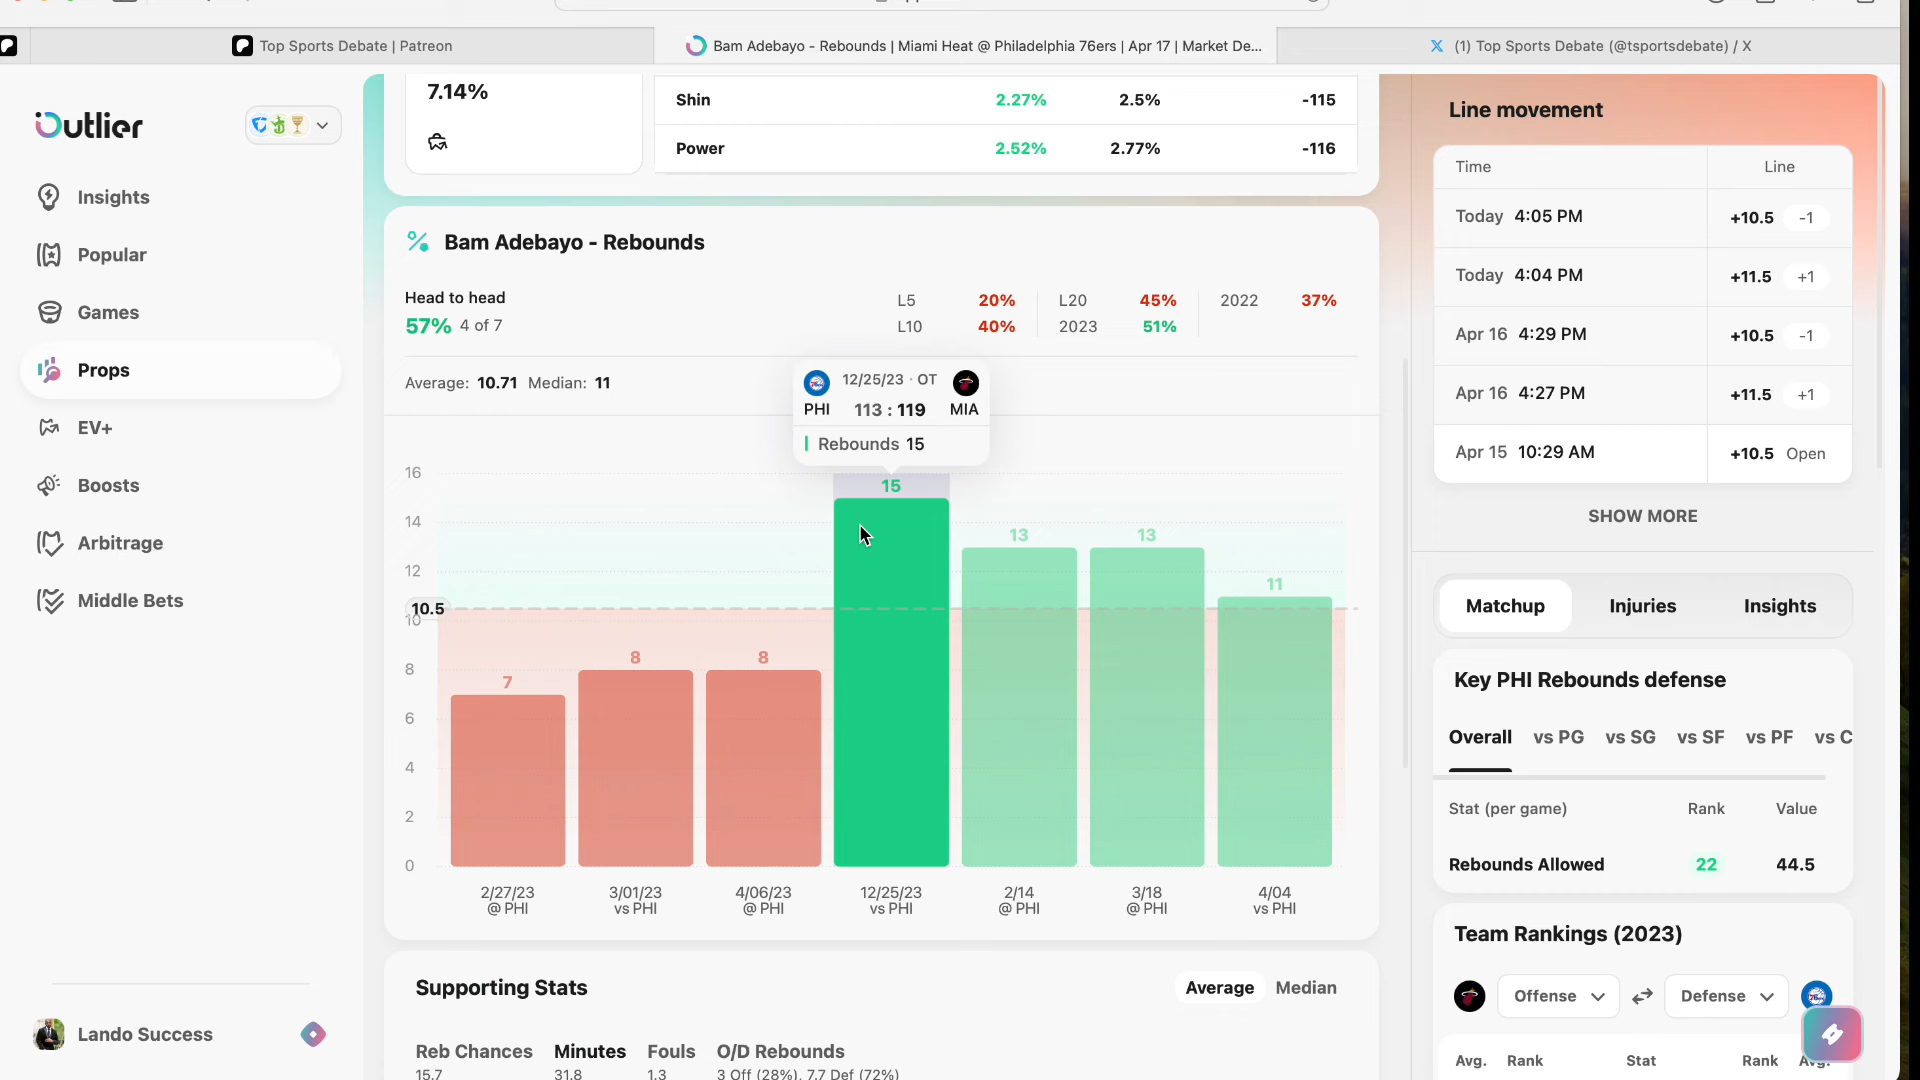 Top Sports Debate | Patreon
Bam Adebayo - Rebounds | Miami Heat @ Philadelphia 76ers | Apr 17 | Market De...
(1) Top Sports Debate (@tsportsdebate) / X
Outlier
Insights
Popular
Games
Props
EV+
Boosts
Arbitrage
Middle Bets
Lando Success
7.14%
Shin 2.27% 2.5% -115
Power 2.52% 2.77% -116
Bam Adebayo - Rebounds
Head to head
57% 4 of 7
L5 20% L20 45% 2022 37%
L10 40% 2023 51%
Average: 10.71 Median: 11
12/25/23 · OT
PHI 113 : 119 MIA
Rebounds 15
16
14
12
10.5
10
8
6
4
2
0
7
8
8
15
13
13
11
2/27/23 3/01/23 4/06/23 12/25/23 2/14 3/18 4/04
@ PHI vs PHI @ PHI vs PHI @ PHI @ PHI vs PHI
Supporting Stats
Average Median
Reb Chances Minutes Fouls O/D Rebounds
15.7 31.8 1.3 3 Off (28%), 7.7 Def (72%)
Line movement
Time Line
Today 4:05 PM +10.5 -1
Today 4:04 PM +11.5 +1
Apr 16 4:29 PM +10.5 -1
Apr 16 4:27 PM +11.5 +1
Apr 15 10:29 AM +10.5 Open
SHOW MORE
Matchup Injuries Insights
Key PHI Rebounds defense
Overall vs PG vs SG vs SF vs PF vs C
Stat (per game) Rank Value
Rebounds Allowed 22 44.5
Team Rankings (2023)
Offense Defense
Avg. Rank Stat Rank